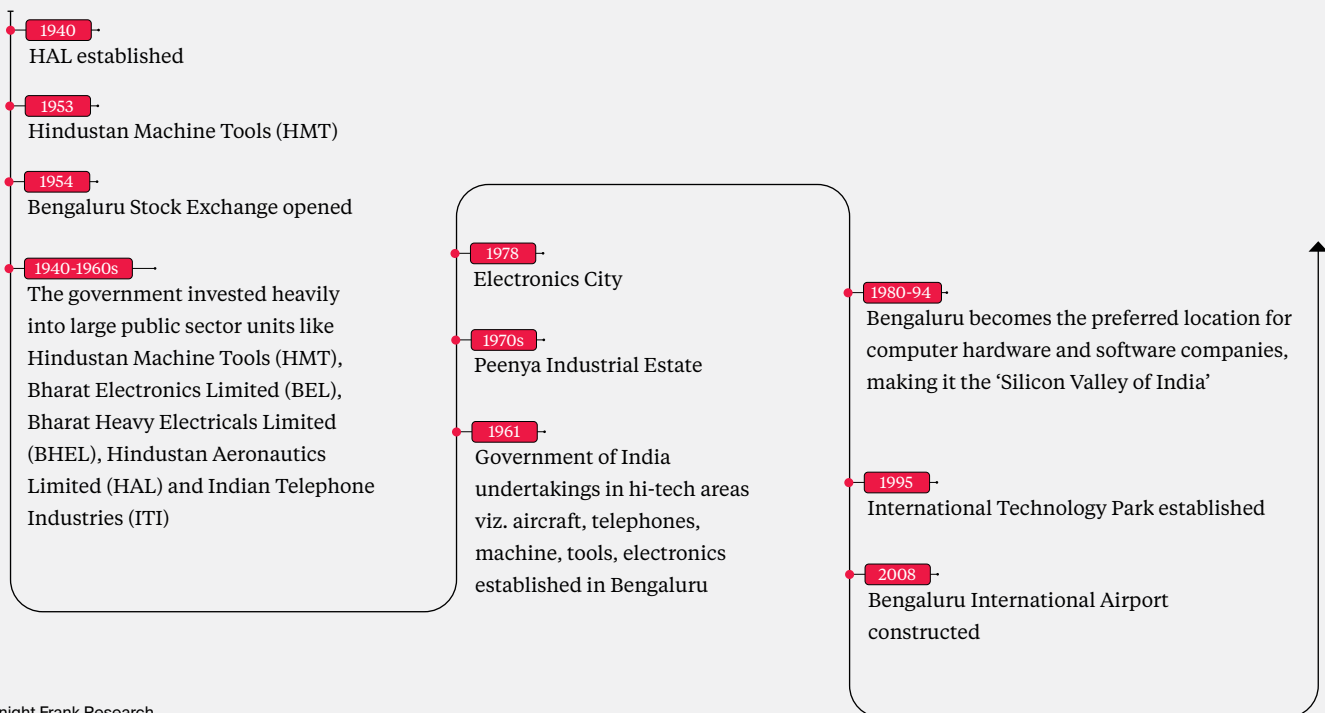 1940
HAL established
1953
Hindustan Machine Tools (HMT)
1954
Bengaluru Stock Exchange opened
1940-1960s
The government invested heavily
into large public sector units like
Hindustan Machine Tools (HMT),
Bharat Electronics Limited (BEL),
Bharat Heavy Electricals Limited
(BHEL), Hindustan Aeronautics
Limited (HAL) and Indian Telephone
Industries (ITI)
1978
Electronics City
1970s
Peenya Industrial Estate
1961
Government of India
undertakings in hi-tech areas
viz. aircraft, telephones,
machine, tools, electronics
established in Bengaluru
1980-94
Bengaluru becomes the preferred location for
computer hardware and software companies,
making it the ‘Silicon Valley of India’
1995
International Technology Park established
2008
Bengaluru International Airport
constructed
Frank Research